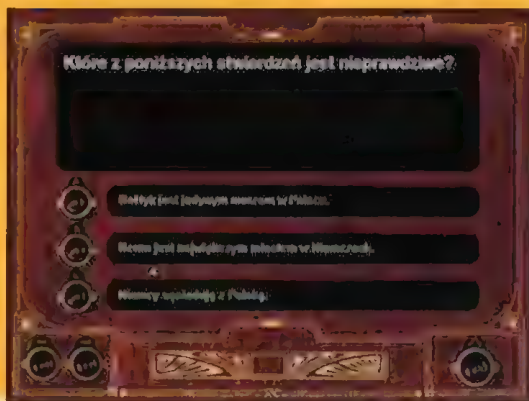 Które z poniższych stwierdzeń jest nieprawdziwe?
Bałtyk jest jedynym morzem w Polsce.
jest największym miastem w Niemczech.
Niemcy sąsiadują z Polską.